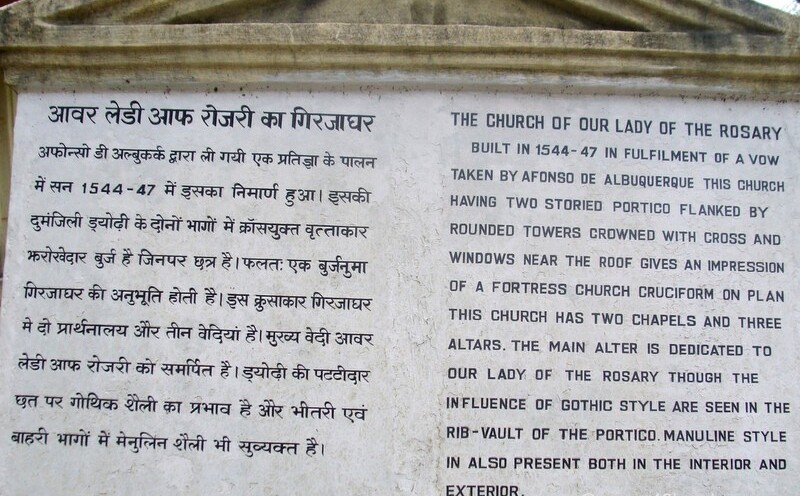 आवर लेडी आफ रोजरी का गिरजाघर
अफोन्सो डी अल्बुकर्क द्वारा ली गयी एक प्रतिज्ञा के पालन
में सन 1544-47 में इसका निमार्ण हुआ। इसकी
दुमंजिली ड्योढ़ी के दोनों भागों में क्रॉसयुक्त वृत्ताकार
झरोखेदार बुर्ज है जिनपर छत्र है। फलतः एक बुर्जनुमा
गिरजाघर की अनुभूति होती है। इस क्रुसाकार गिरजाघर
मे दो प्रार्थनालय और तीन वेदियां है। मुख्य वेदी आवर
लेडी आफ रोजरी को समर्पित है। ड्योढ़ी की पटटीदार
छत पर गोथिक शैली का प्रभाव है और भीतरी एवं
बाहरी भागों में मेनुलिन शैली भी सुव्यक्त है।
THE CHURCH OF OUR LADY OF THE ROSARY
BUILT IN 1544-47 IN FULFILMENT OF A VOW
TAKEN BY AFONSO DE ALBUQUERQUE THIS CHURCH
HAVING TWO STORIED PORTICO FLANKED BY
ROUNDED TOWERS CROWNED WITH CROSS AND
WINDOWS NEAR THE ROOF GIVES AN IMPRESSION
OF A FORTRESS CHURCH CRUCIFORM ON PLAN
THIS CHURCH HAS TWO CHAPELS AND THREE
ALTARS. THE MAIN ALTER IS DEDICATED TO
OUR LADY OF THE ROSARY THOUGH THE
INFLUENCE OF GOTHIC STYLE ARE SEEN IN THE
RIB-VAULT OF THE PORTICO. MANULINE STYLE
IN ALSO PRESENT BOTH IN THE INTERIOR AND
EXTERIOR.